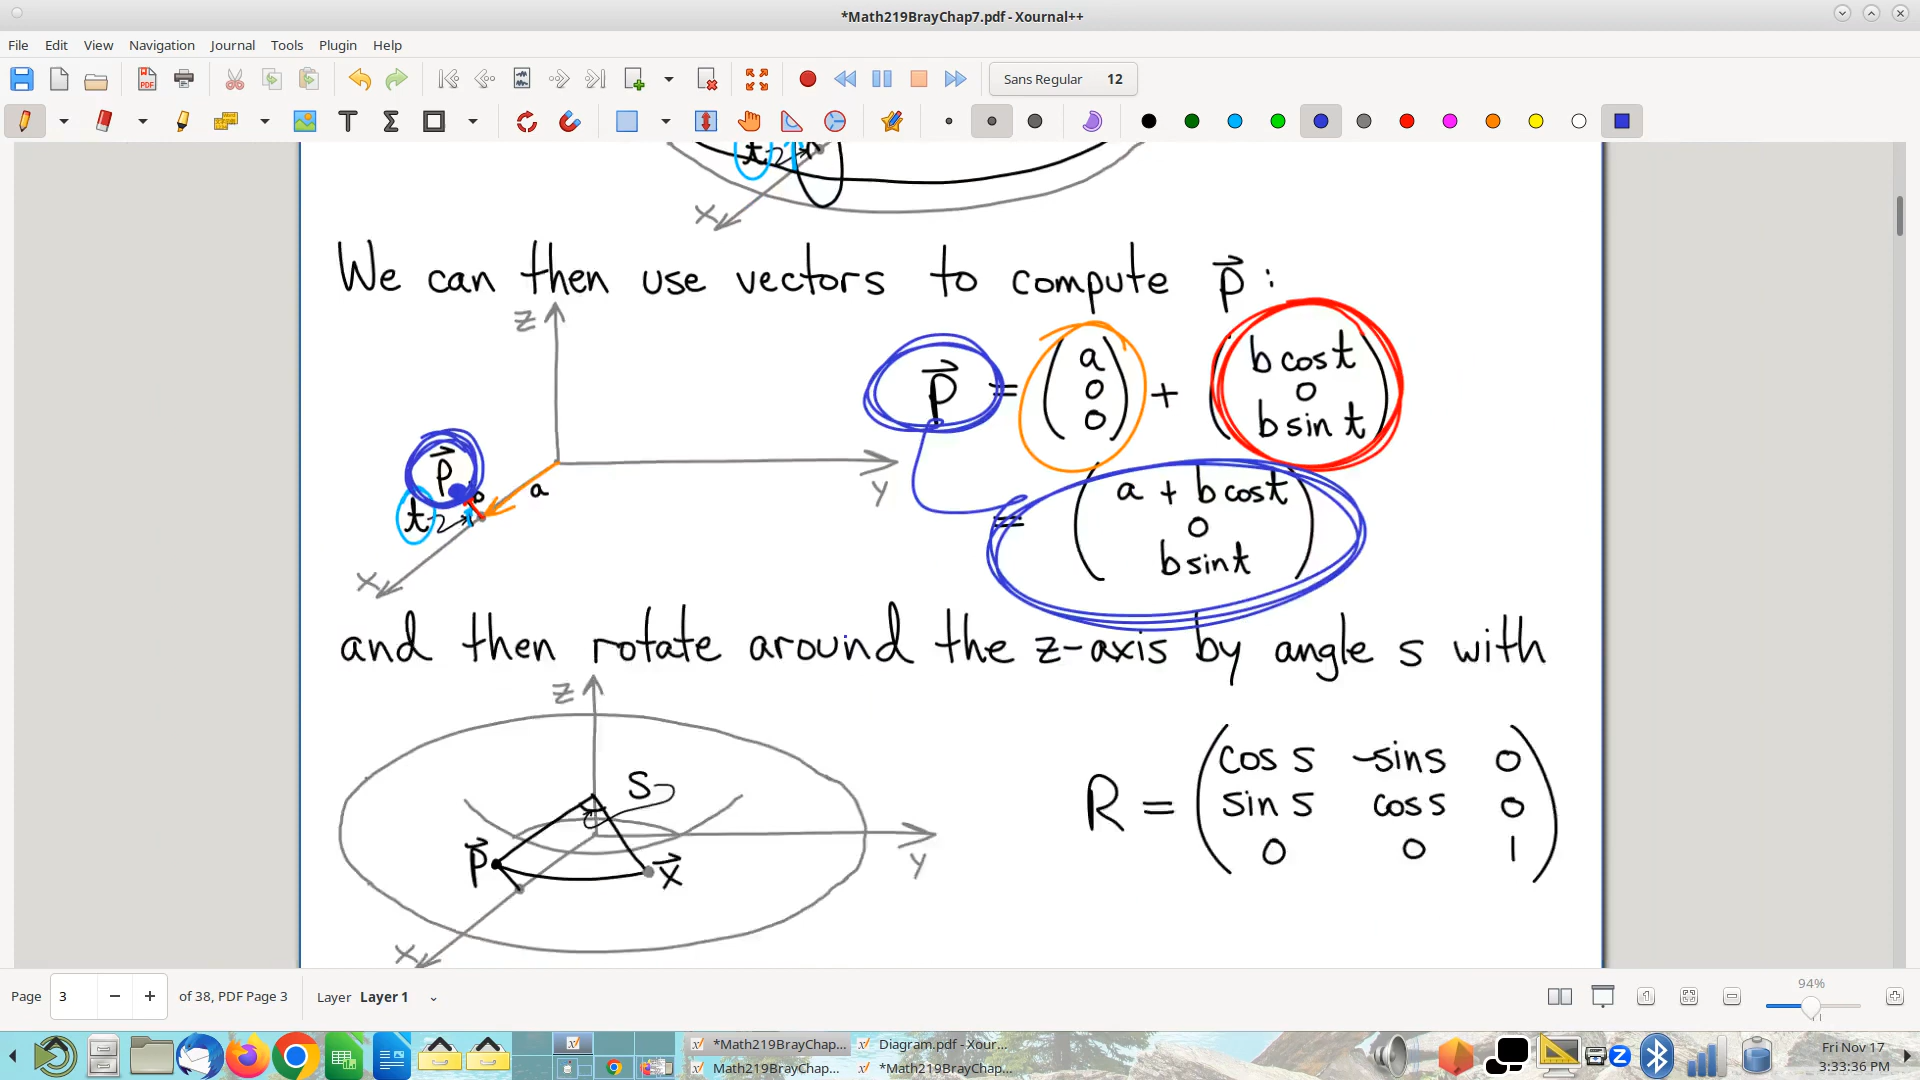 *Math219BrayChap7.pdf - Xournal++
File Edit View Navigation Journal Tools Plugin Help
Sans Regular 12
t
x
We can then use vectors to compute p⃗ :
z
p⃗ = (a 0 0) + (b cos t 0 b sin t)
p⃗
b
a
t
y
x
= (a + b cos t 0 b sin t)
and then rotate around the z-axis by angle s with
z
s
p⃗
x⃗
y
x
R = (cos s -sin s 0
sin s cos s 0
0 0 1)
Page 3 of 38, PDF Page 3 Layer Layer 1
94%
*Math219BrayChap... Diagram.pdf - Xour...
Math219BrayChap... *Math219BrayChap...
Fri Nov 17
3:33:36 PM